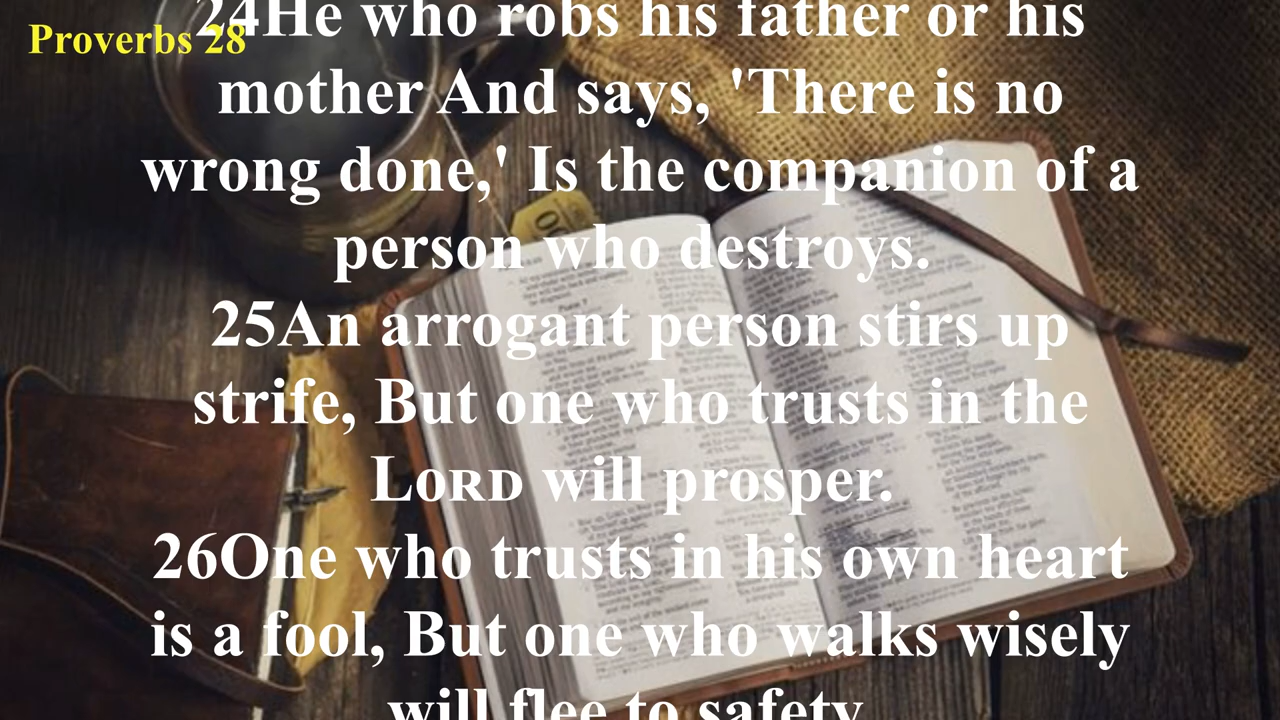 Proverbs 28
24He who robs his father or his
mother And says, 'There is no
wrong done,' Is the companion of a
person who destroys.
25An arrogant person stirs up
strife, But one who trusts in the
LORD will prosper.
26One who trusts in his own heart
is a fool, But one who walks wisely
will flee to safety.